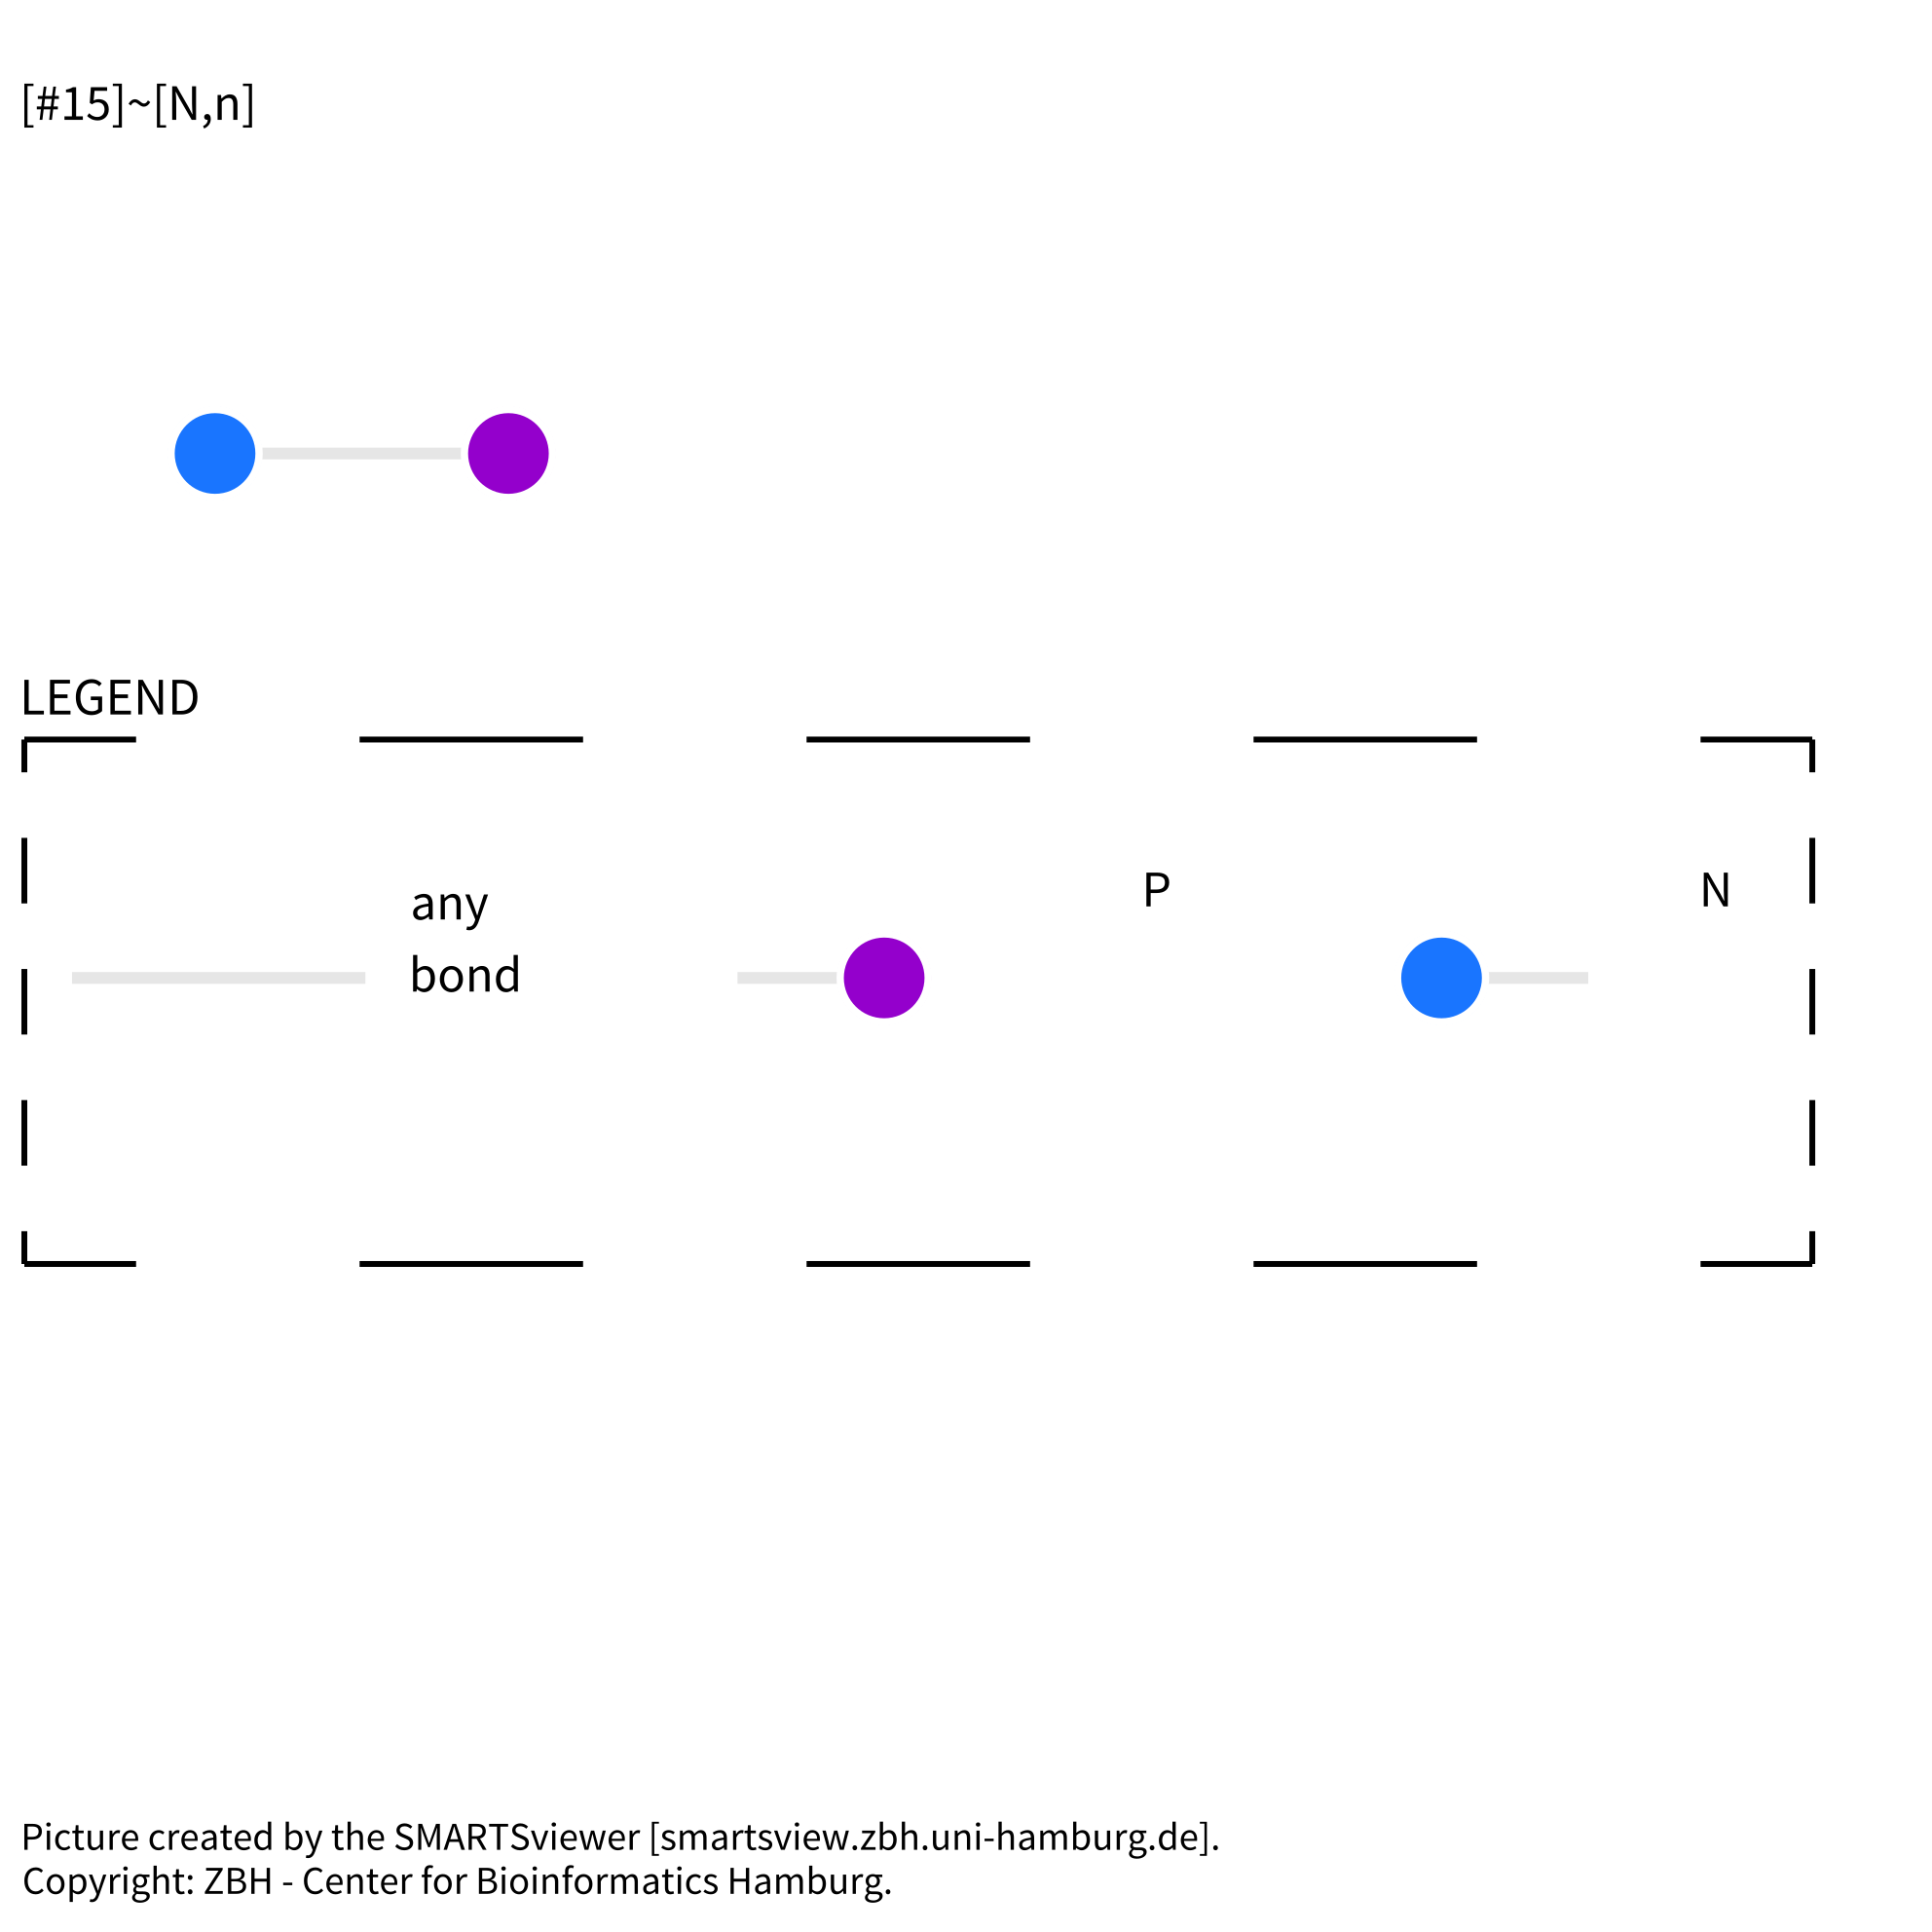 [#15]~[N,n]
LEGEND
any
bond
P
N
Picture created by the SMARTSviewer [smartsview.zbh.uni-hamburg.de].
Copyright: ZBH - Center for Bioinformatics Hamburg.